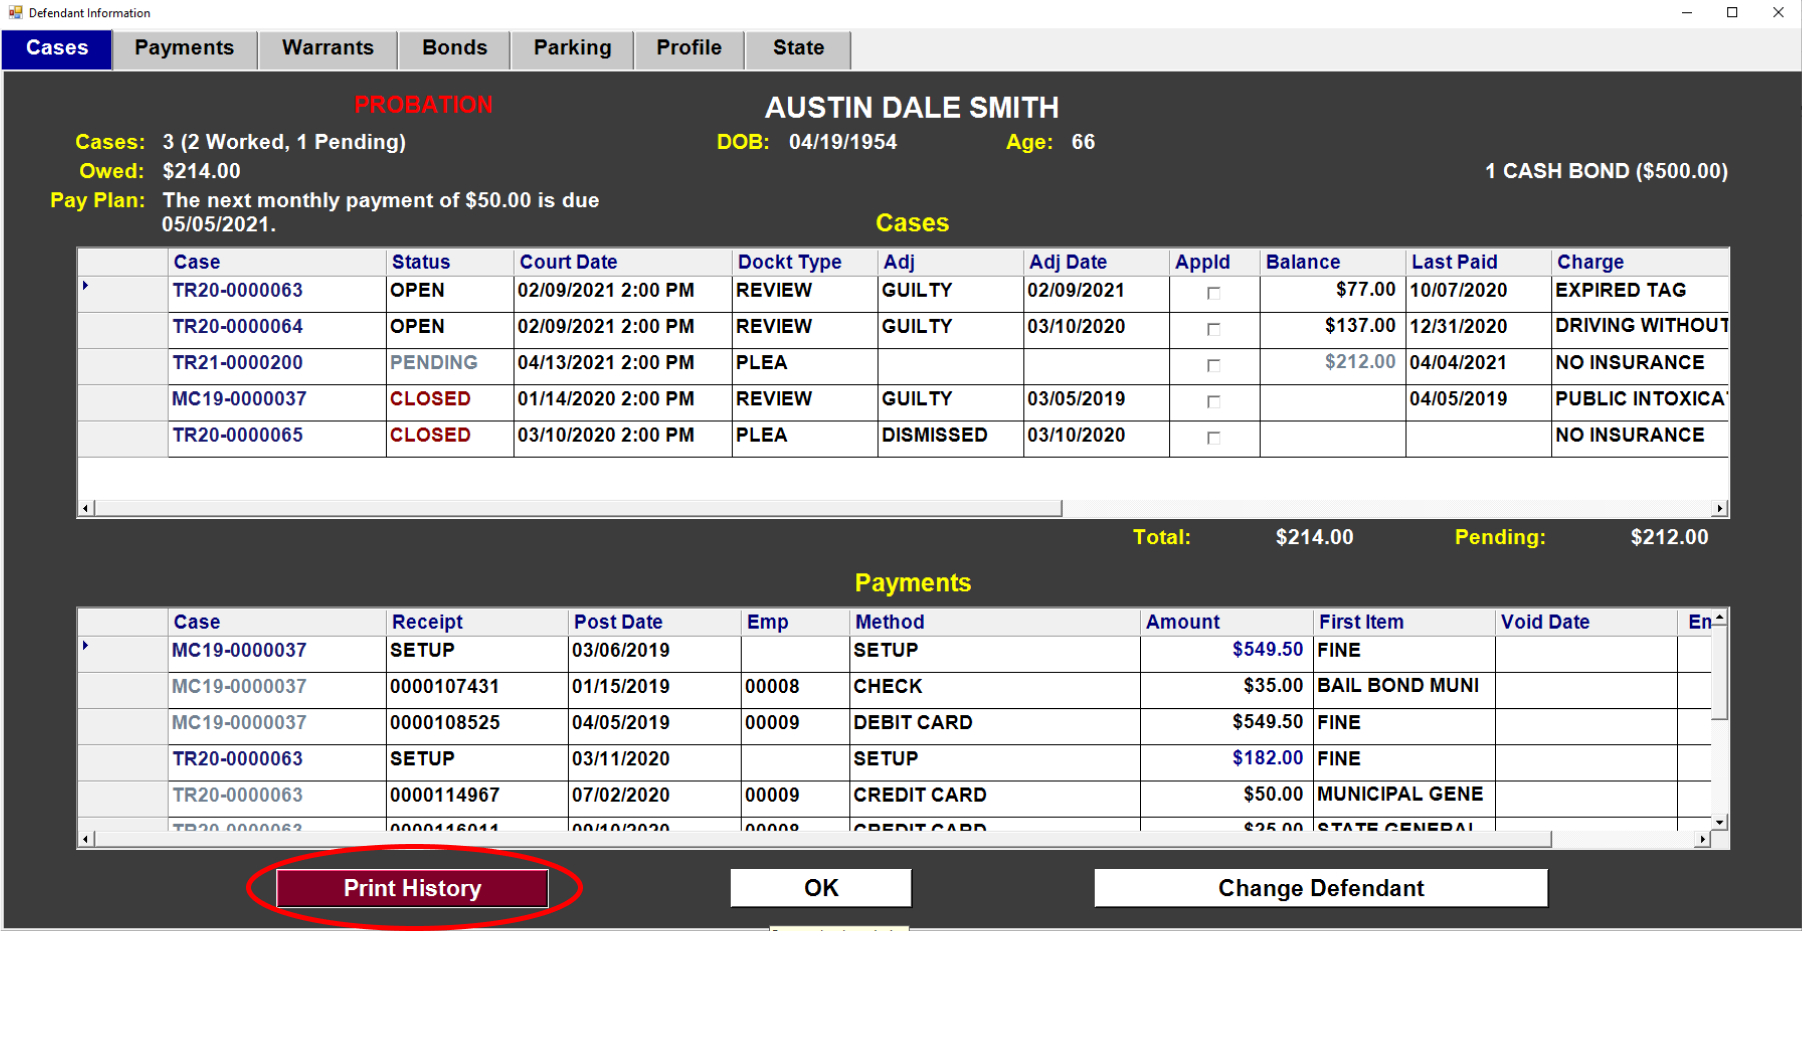 Defendant Information
Cases Payments Warrants Bonds Parking Profile State
PROBATION AUSTIN DALE SMITH
Cases: 3 (2 Worked, 1 Pending) DOB: 04/19/1954 Age: 66
Owed: $214.00 1 CASH BOND ($500.00)
Pay Plan: The next monthly payment of $50.00 is due
05/05/2021.
Cases
Case Status Court Date Dockt Type Adj Adj Date Appld Balance Last Paid Charge
TR20-0000063 OPEN 02/09/2021 2:00 PM REVIEW GUILTY 02/09/2021 $77.00 10/07/2020 EXPIRED TAG
TR20-0000064 OPEN 02/09/2021 2:00 PM REVIEW GUILTY 03/10/2020 $137.00 12/31/2020 DRIVING WITHOUT
TR21-0000200 PENDING 04/13/2021 2:00 PM PLEA $212.00 04/04/2021 NO INSURANCE
MC19-0000037 CLOSED 01/14/2020 2:00 PM REVIEW GUILTY 03/05/2019 04/05/2019 PUBLIC INTOXICA
TR20-0000065 CLOSED 03/10/2020 2:00 PM PLEA DISMISSED 03/10/2020 NO INSURANCE
Total: $214.00 Pending: $212.00
Payments
Case Receipt Post Date Emp Method Amount First Item Void Date En
MC19-0000037 SETUP 03/06/2019 SETUP $549.50 FINE
MC19-0000037 0000107431 01/15/2019 00008 CHECK $35.00 BAIL BOND MUNI
MC19-0000037 0000108525 04/05/2019 00009 DEBIT CARD $549.50 FINE
TR20-0000063 SETUP 03/11/2020 SETUP $182.00 FINE
TR20-0000063 0000114967 07/02/2020 00009 CREDIT CARD $50.00 MUNICIPAL GENE
TR20-0000063 0000116011 09/10/2020 CREDIT CARD $25.00 STATE GENERAL
Print History OK Change Defendant